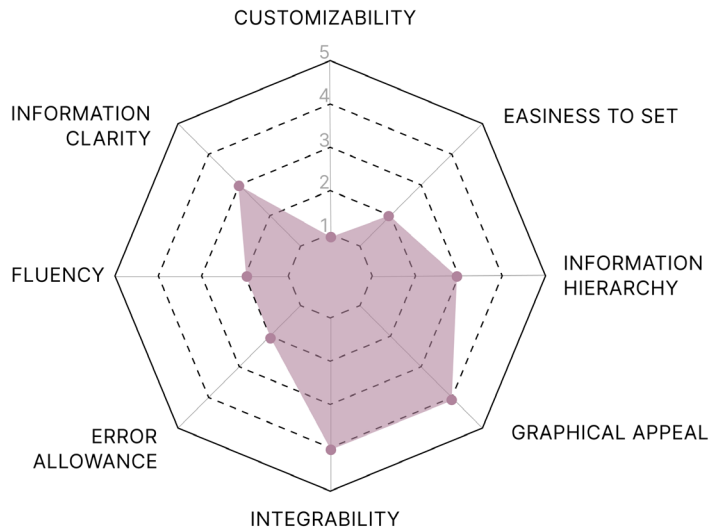 CUSTOMIZABILITY
5
4
3
2
1
EASINESS TO SET
INFORMATION
HIERARCHY
GRAPHICAL APPEAL
INTEGRABILITY
ERROR
ALLOWANCE
FLUENCY
INFORMATION
CLARITY